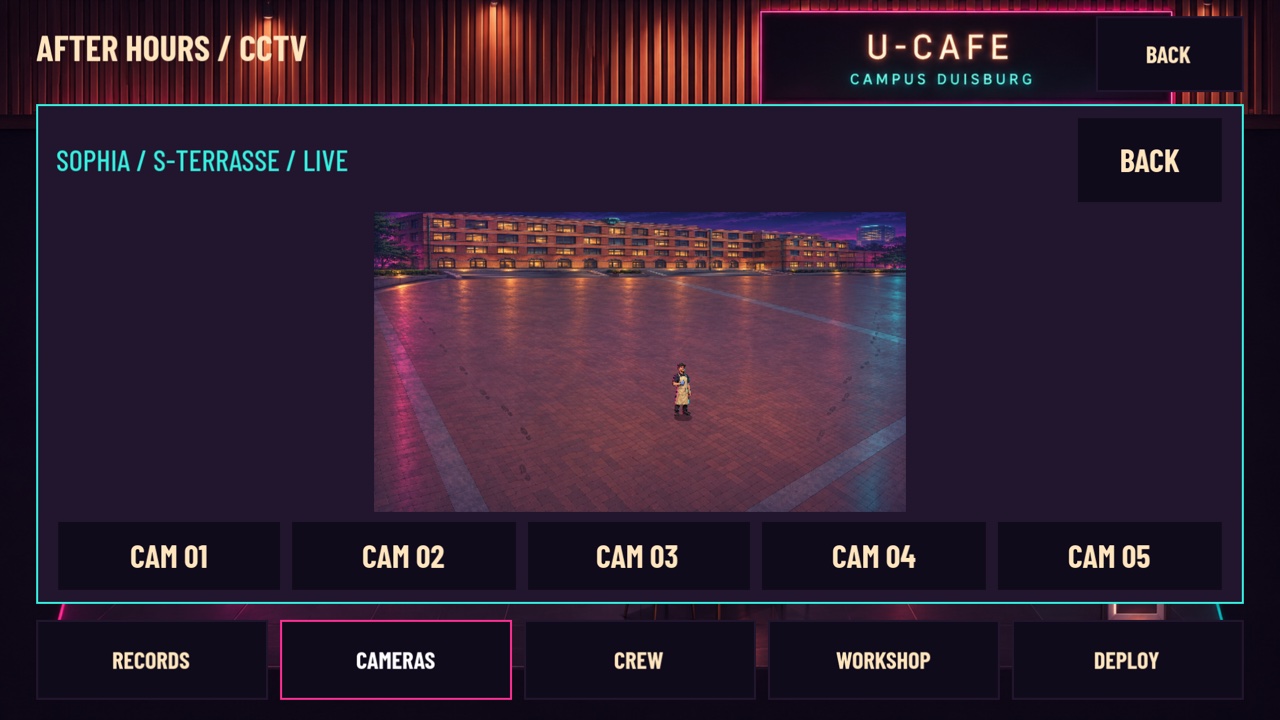 AFTER HOURS / CCTV
U-CAFE
CAMPUS DUISBURG
BACK
SOPHIA / S-TERRASSE / LIVE
BACK
CAM 01
CAM 02
CAM 03
CAM 04
CAM 05
RECORDS
CAMERAS
CREW
WORKSHOP
DEPLOY